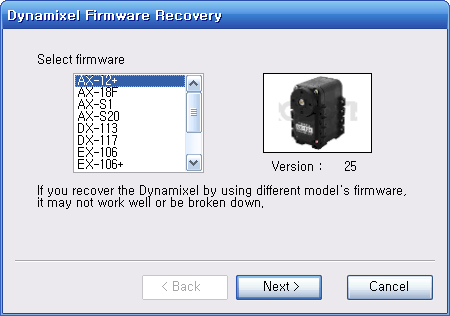 Dynamixel Firmware Recovery
Select firmware
AX-12+
AX-18F
AX-S1
AX-S20
DX-113
DX-117
EX-106
EX-106+
Version : 25
If you recover the Dynamixel by using different model's firmware,
it may not work well or be broken down.
< Back
Next >
Cancel